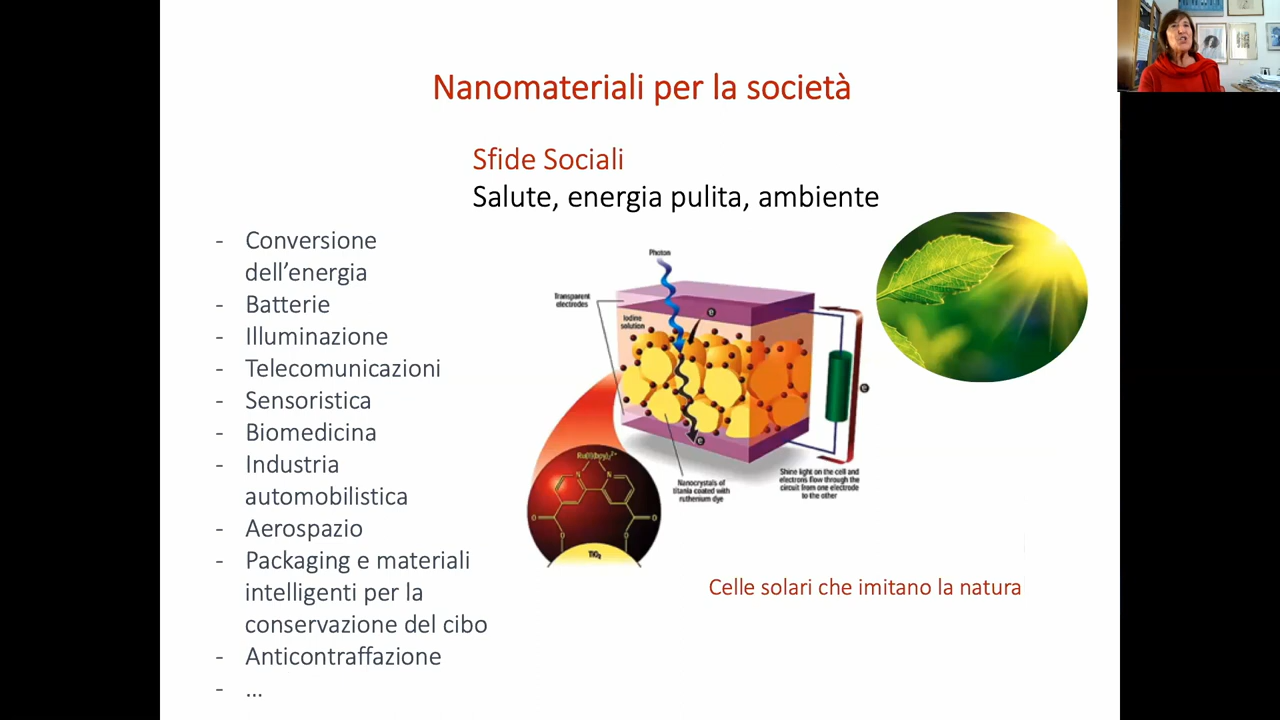 Nanomateriali per la società
Sfide Sociali
Salute, energia pulita, ambiente
- Conversione
dell’energia
- Batterie
- Illuminazione
- Telecomunicazioni
- Sensoristica
- Biomedicina
- Industria
automobilistica
- Aerospazio
- Packaging e materiali
intelligenti per la
conservazione del cibo
- Anticontraffazione
- ...
Photon
Transparent
electrodes
Iodine
solution
e
e
e
Nanocrystals of
titania coated with
ruthenium dye
Shine light on the cell and
electrons flow through the
circuit from one electrode
to the other
N N
O O
O O
TiO₂
Celle solari che imitano la natura